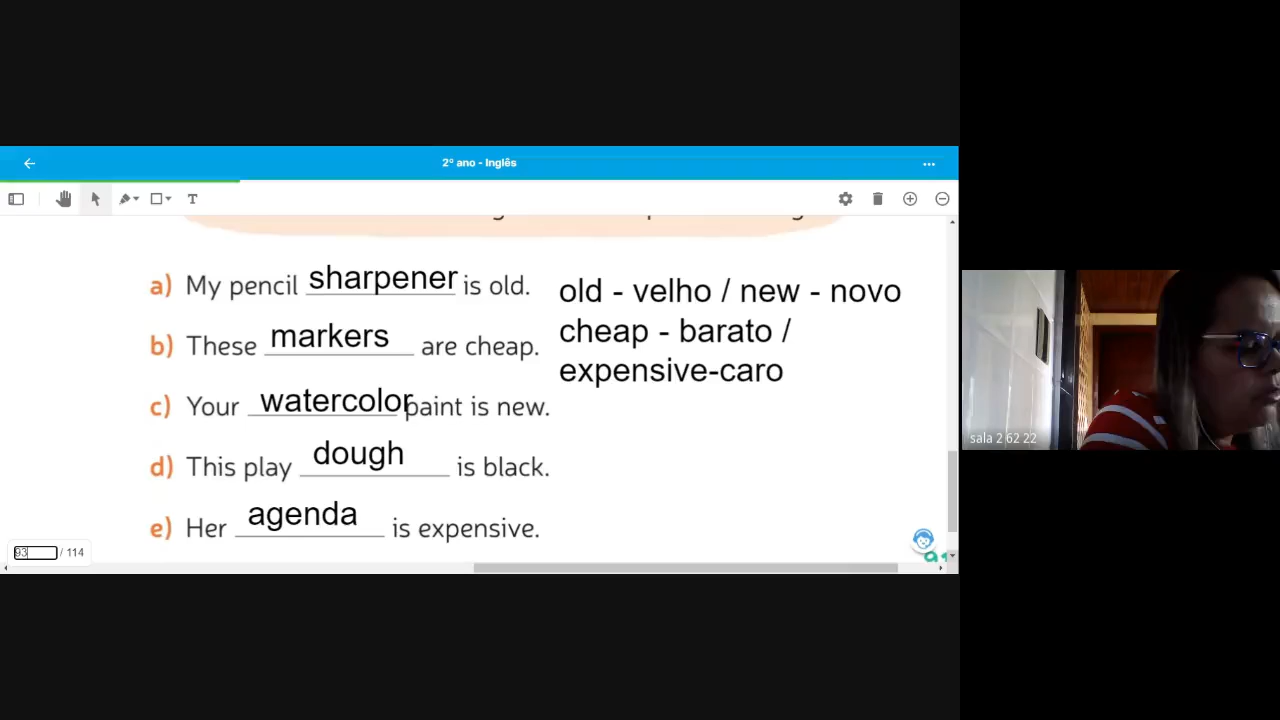 2º ano - Inglês
T
a) My pencil sharpener is old.
b) These markers are cheap.
c) Your watercolor paint is new.
d) This play dough is black.
e) Her agenda is expensive.
old - velho / new - novo
cheap - barato /
expensive-caro
93 / 114
sala 2 62 22